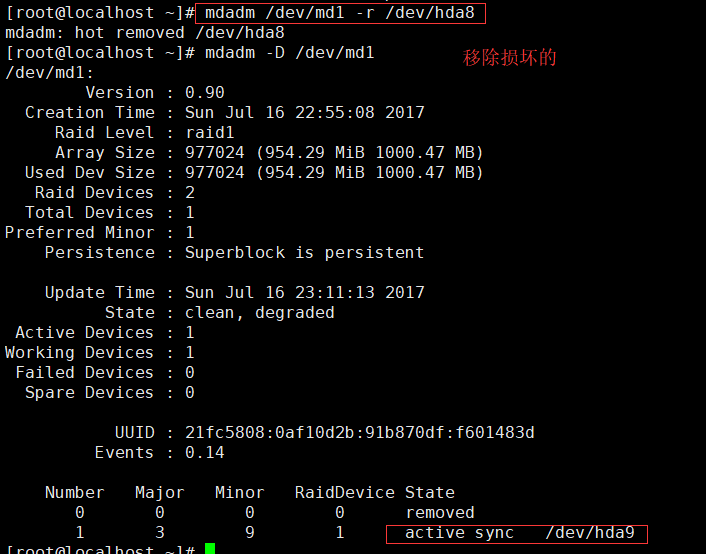 [root@localhost ~]# mdadm /dev/md1 -r /dev/hda8
mdadm: hot removed /dev/hda8
[root@localhost ~]# mdadm -D /dev/md1
移除损坏的
/dev/md1:
Version : 0.90
Creation Time : Sun Jul 16 22:55:08 2017
Raid Level : raid1
Array Size : 977024 (954.29 MiB 1000.47 MB)
Used Dev Size : 977024 (954.29 MiB 1000.47 MB)
Raid Devices : 2
Total Devices : 1
Preferred Minor : 1
Persistence : Superblock is persistent
Update Time : Sun Jul 16 23:11:13 2017
State : clean, degraded
Active Devices : 1
Working Devices : 1
Failed Devices : 0
Spare Devices : 0
UUID : 21fc5808:0af10d2b:91b870df:f601483d
Events : 0.14
Number Major Minor RaidDevice State
0 0 0 0 removed
1 3 9 1 active sync /dev/hda9
[root@localhost ~]#